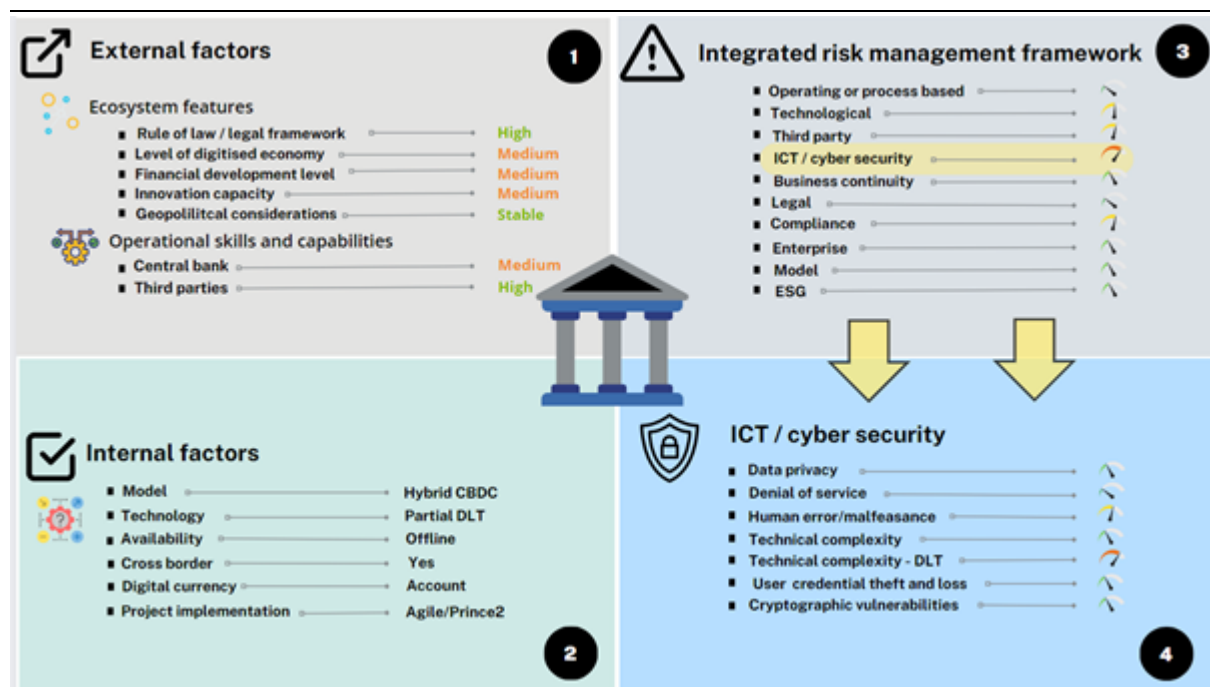 External factors
1
Ecosystem features
Rule of law / legal framework High
Level of digitised economy Medium
Financial development level Medium
Innovation capacity Medium
Geopolilitcal considerations Stable
Operational skills and capabilities
Central bank Medium
Third parties High
Internal factors
Model Hybrid CBDC
Technology Partial DLT
Availability Offline
Cross border Yes
Digital currency Account
Project implementation Agile/Prince2
2
Integrated risk management framework
3
Operating or process based
Technological
Third party
ICT / cyber security
Business continuity
Legal
Compliance
Enterprise
Model
ESG
ICT / cyber security
Data privacy
Denial of service
Human error/malfeasance
Technical complexity
Technical complexity - DLT
User credential theft and loss
Cryptographic vulnerabilities
4